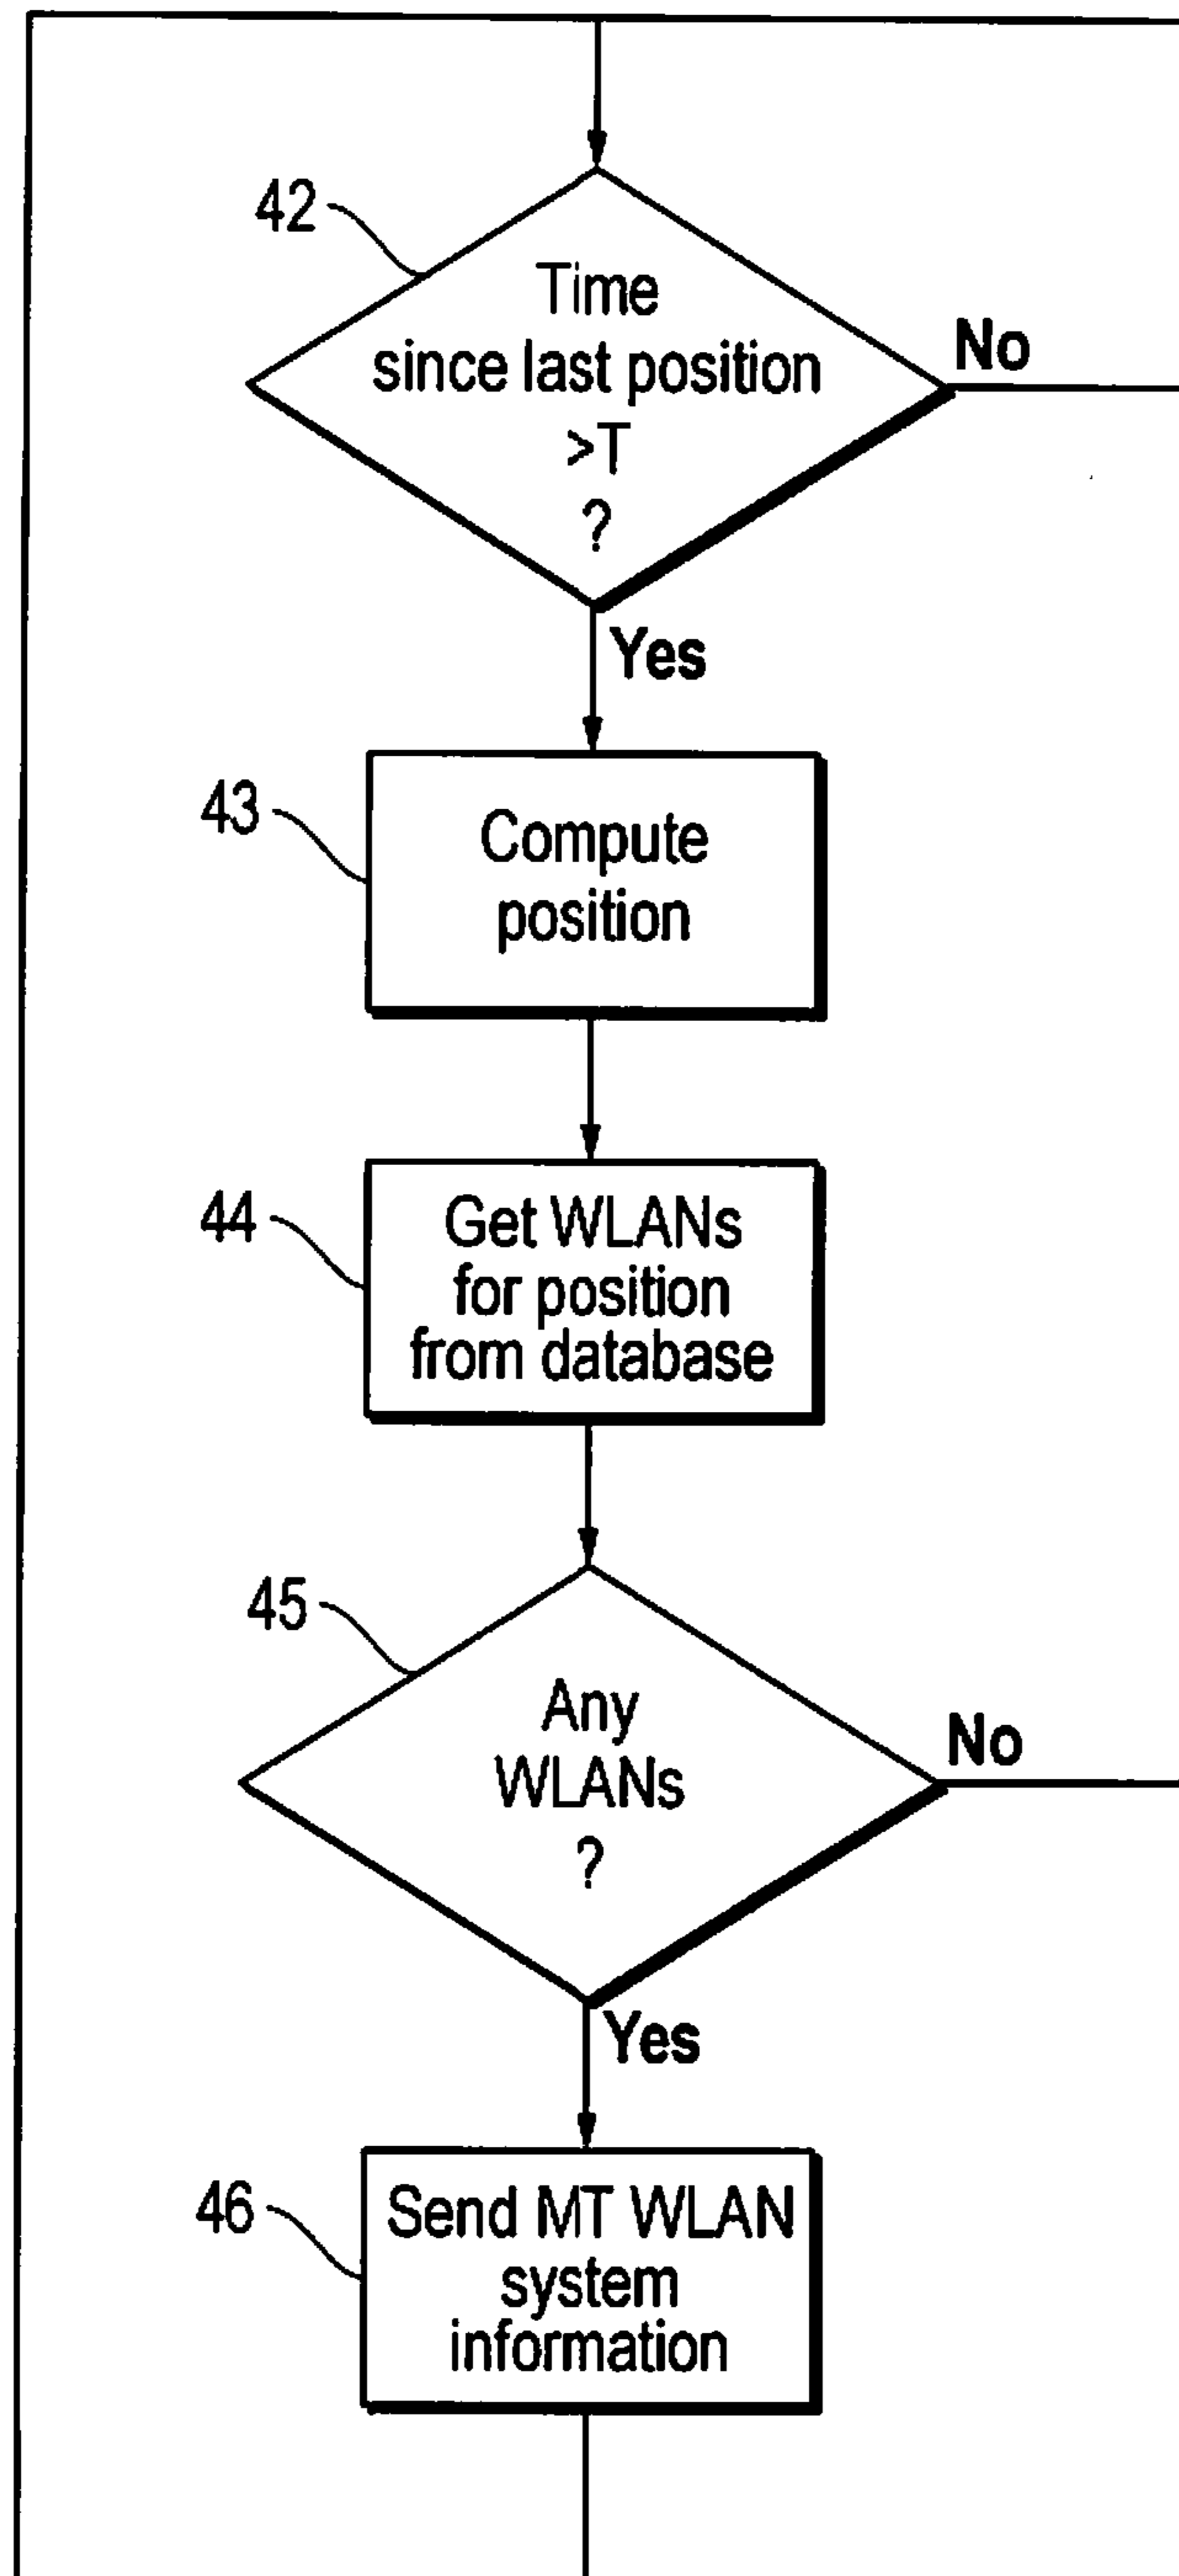 42
Time
since last position
>T
?
No
Yes
43
Compute
position
44
Get WLANs
for position
from database
45
Any
WLANs
?
No
Yes
46
Send MT WLAN
system
information